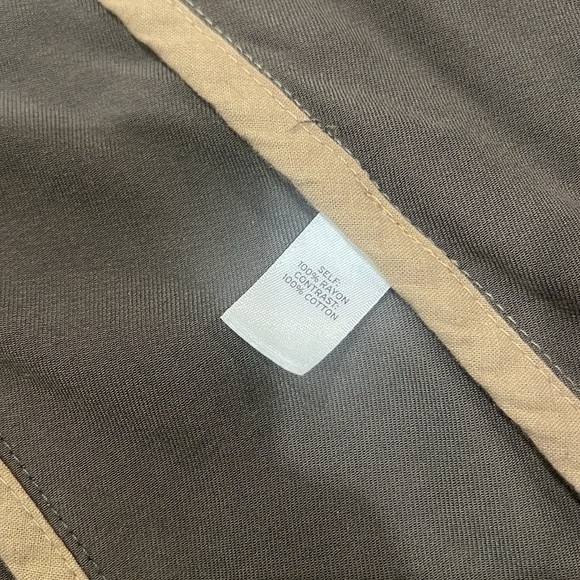 SELF:
100% RAYON
CONTRAST:
100% COTTON